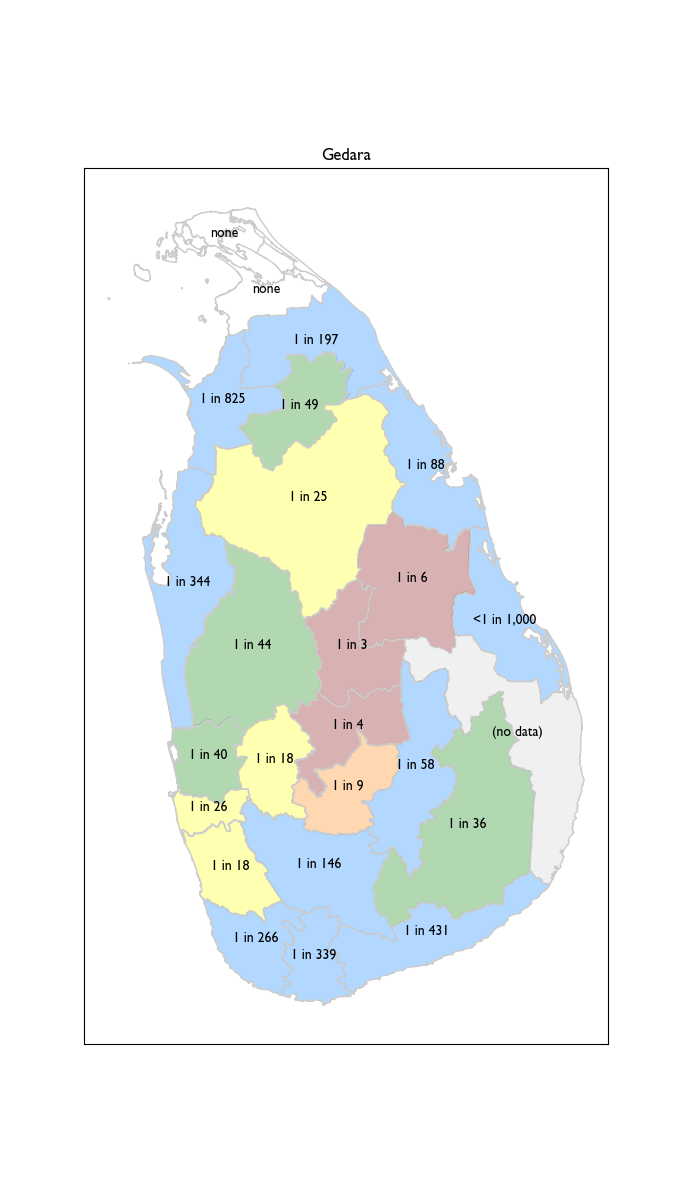 Gedara
none
none
1 in 197
1 in 825
1 in 49
1 in 88
1 in 25
1 in 6
1 in 344
<1 in 1,000
1 in 44
1 in 3
1 in 4
(no data)
1 in 40
1 in 18
1 in 58
1 in 9
1 in 26
1 in 36
1 in 146
1 in 18
1 in 431
1 in 266
1 in 339